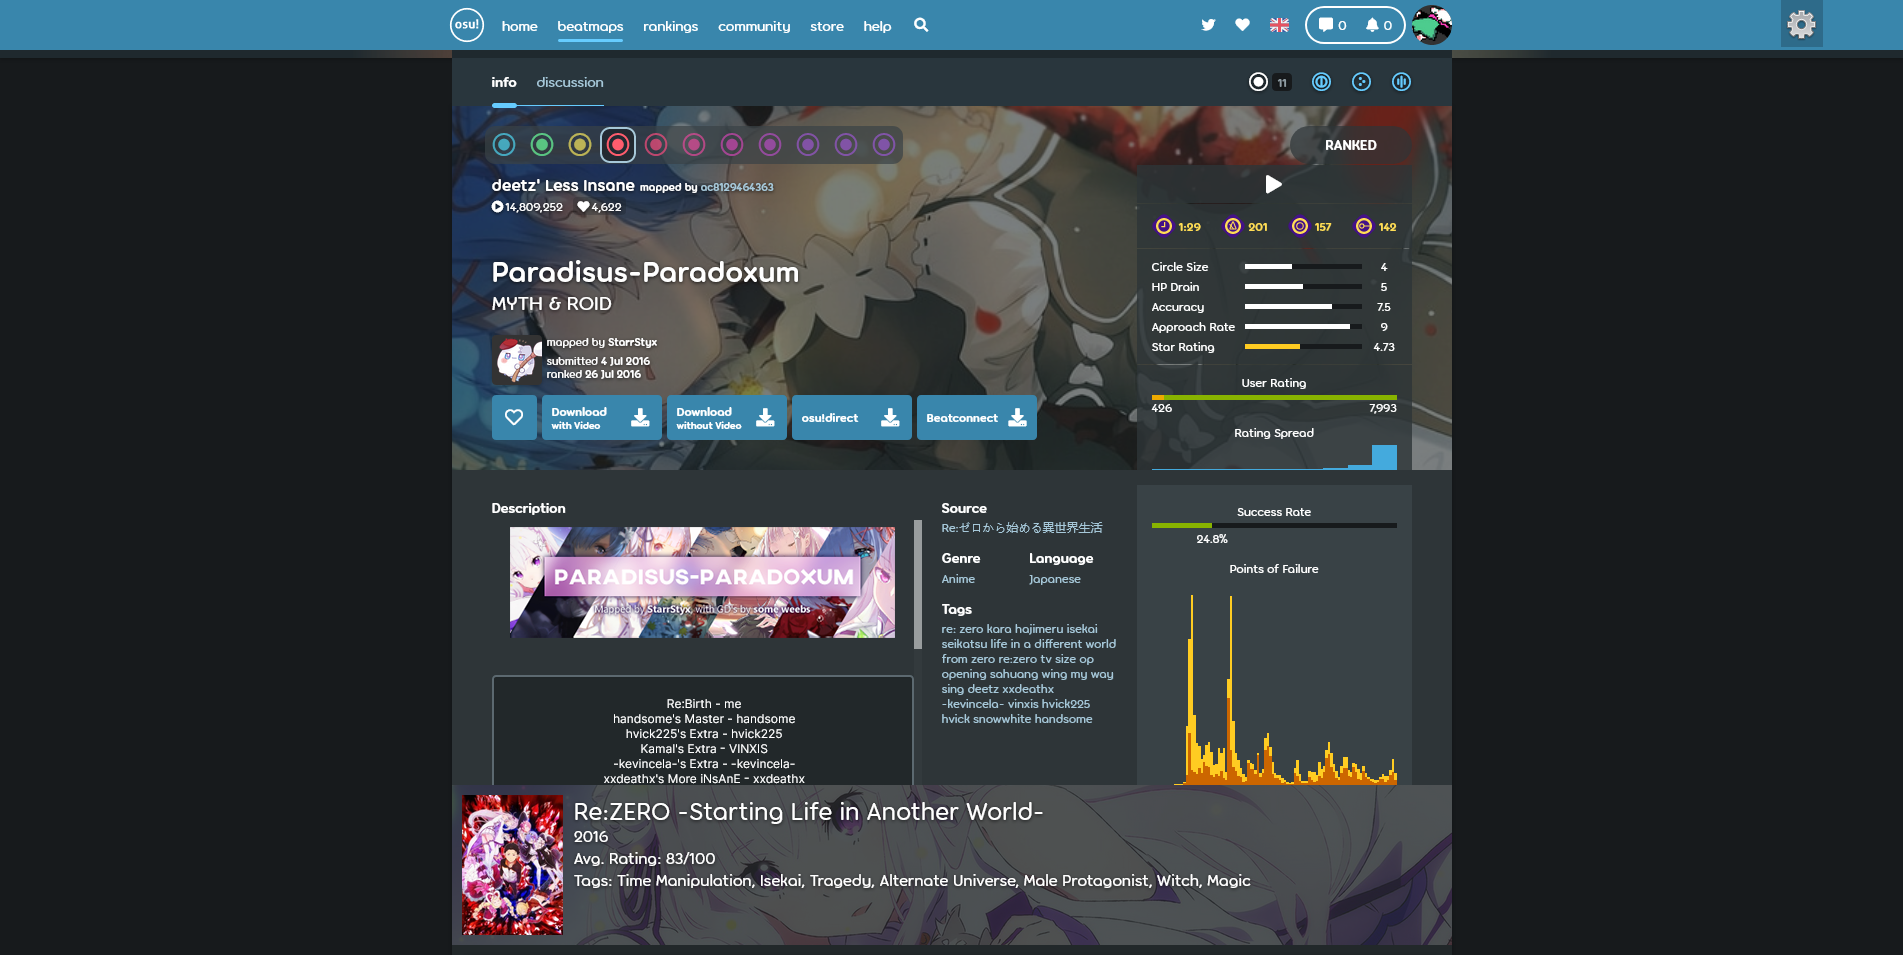 osu!
home
beatmaps
rankings
community
store
help
0
0
info
discussion
11
RANKED
deetz' Less Insane mapped by ac8129464363
14,809,252 4,622
Paradisus-Paradoxum
MYTH & ROID
mapped by StarrStyx
submitted 4 Jul 2016
ranked 26 Jul 2016
Download
with Video
Download
without Video
osu!direct
Beatconnect
1:29 201 157 142
Circle Size 4
HP Drain 5
Accuracy 7.5
Approach Rate 9
Star Rating 4.73
User Rating
426 7,993
Rating Spread
Description
PARADISUS-PARADOXUM
Mapped by StarrStyx, with GD's by some weebs
Re:Birth - me
handsome's Master - handsome
hvick225's Extra - hvick225
Kamal's Extra - VINXIS
-kevincela-'s Extra - -kevincela-
xxdeathx's More iNsAnE - xxdeathx
Source
Re:ゼロから始める異世界生活
Genre
Anime
Language
Japanese
Tags
re: zero kara hajimeru isekai
seikatsu life in a different world
from zero re:zero tv size op
opening sahuang wing my way
sing deetz xxdeathx
-kevincela- vinxis hvick225
hvick snowwhite handsome
Success Rate
24.8%
Points of Failure
Re:ZERO -Starting Life in Another World-
2016
Avg. Rating: 83/100
Tags: Time Manipulation, Isekai, Tragedy, Alternate Universe, Male Protagonist, Witch, Magic